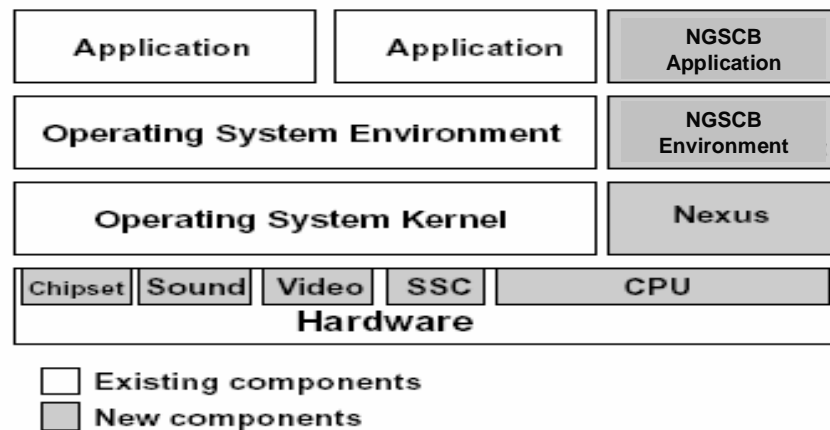 Application Application NGSCB
Application
Operating System Environment NGSCB
Environment
Operating System Kernel Nexus
Chipset Sound Video SSC CPU
Hardware
Existing components
New components